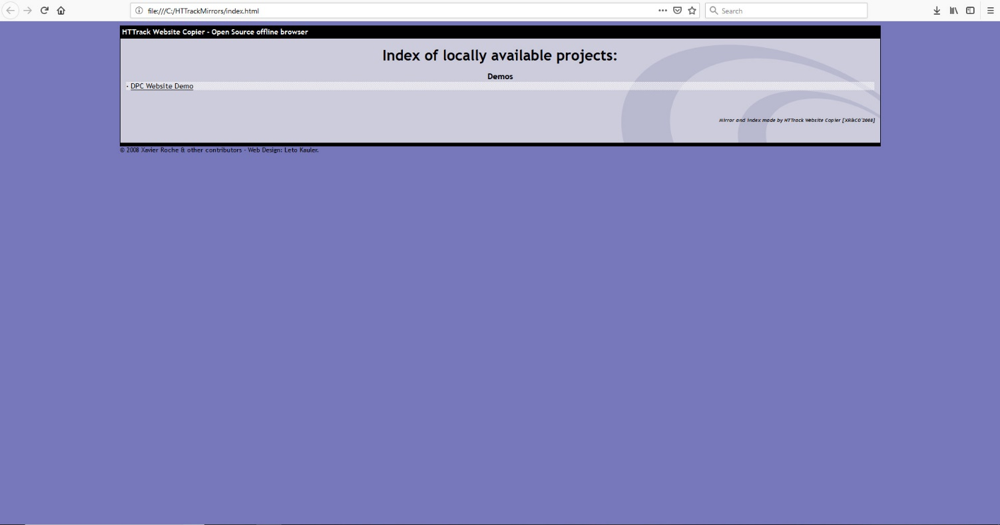 file:///C:/HTTrackMirrors/index.html
Search
HTTrack Website Copier - Open Source offline browser
Index of locally available projects:
Demos
· DPC Website Demo
Mirror and index made by HTTrack Website Copier [XR&CO'2008]
© 2008 Xavier Roche & other contributors - Web Design: Leto Kauler.